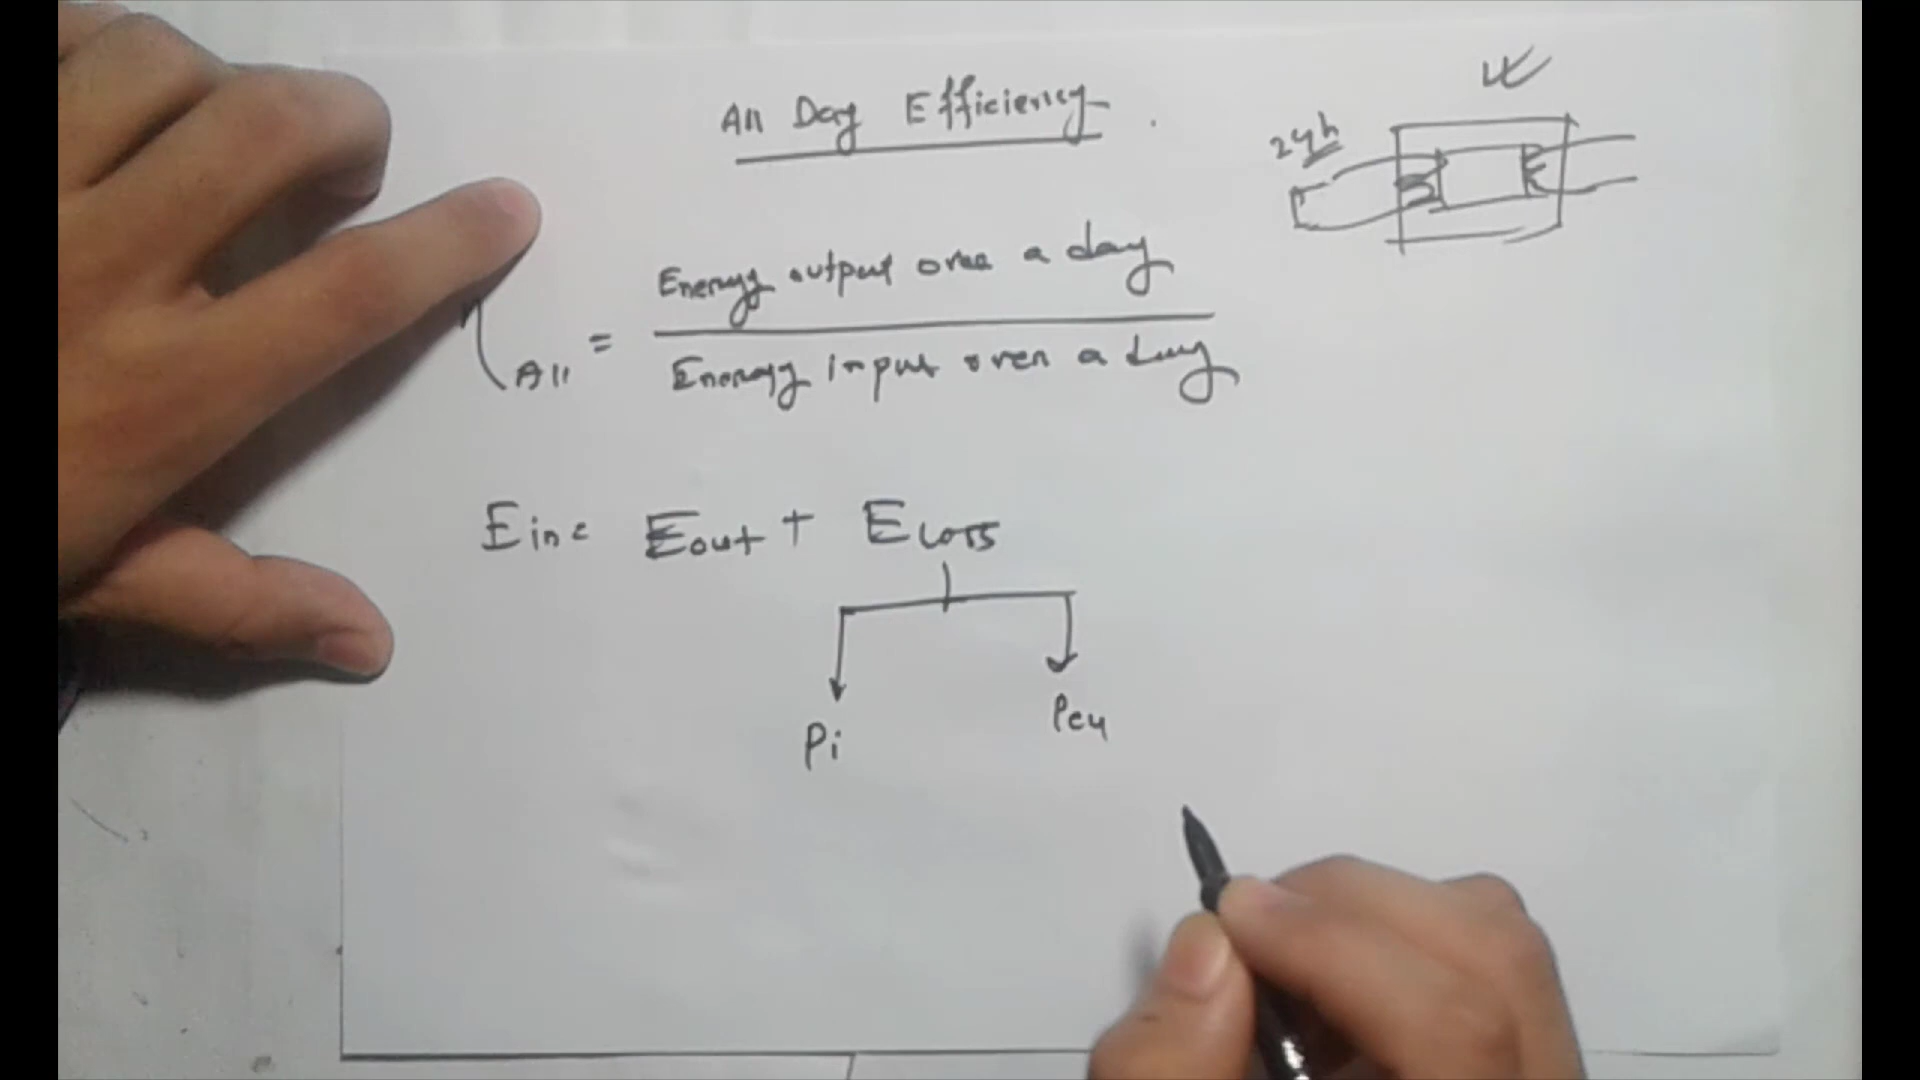 All Day Efficiency.
24h
η All = Energy output over a day
Energy input over a day
Ein = Eout + ELoss
Pi
Pcu